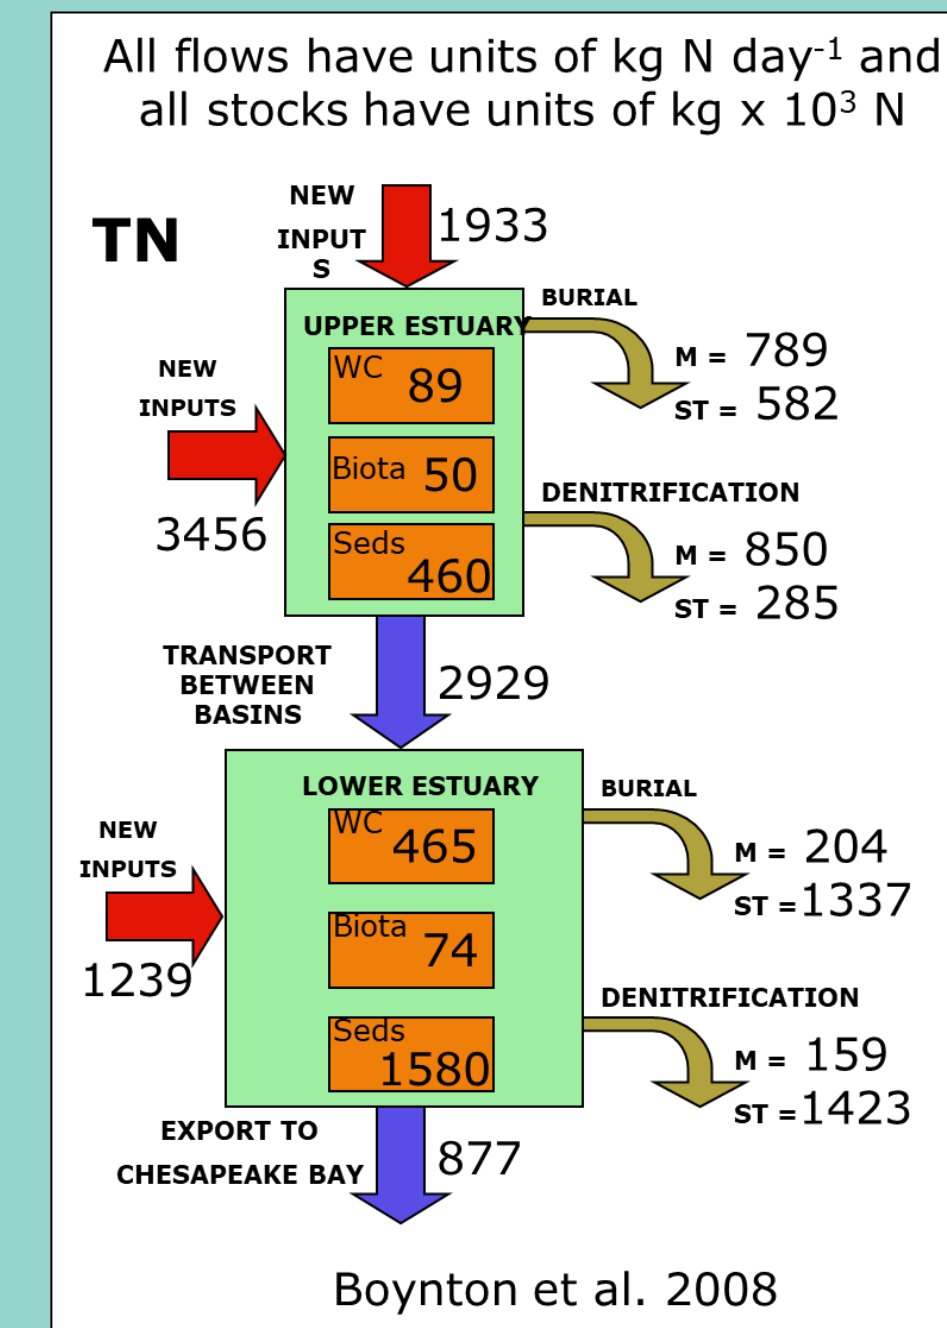 All flows have units of kg N day-1 and
all stocks have units of kg x 103 N
TN
NEW
INPUT
S
1933
UPPER ESTUARY
WC 89
Biota 50
Seds
460
BURIAL
M = 789
ST = 582
NEW
INPUTS
3456
DENITRIFICATION
M = 850
ST = 285
TRANSPORT
BETWEEN
BASINS
2929
LOWER ESTUARY
WC 465
Biota 74
Seds
1580
BURIAL
M = 204
ST =1337
NEW
INPUTS
1239
DENITRIFICATION
M = 159
ST =1423
EXPORT TO
CHESAPEAKE BAY
877
Boynton et al. 2008